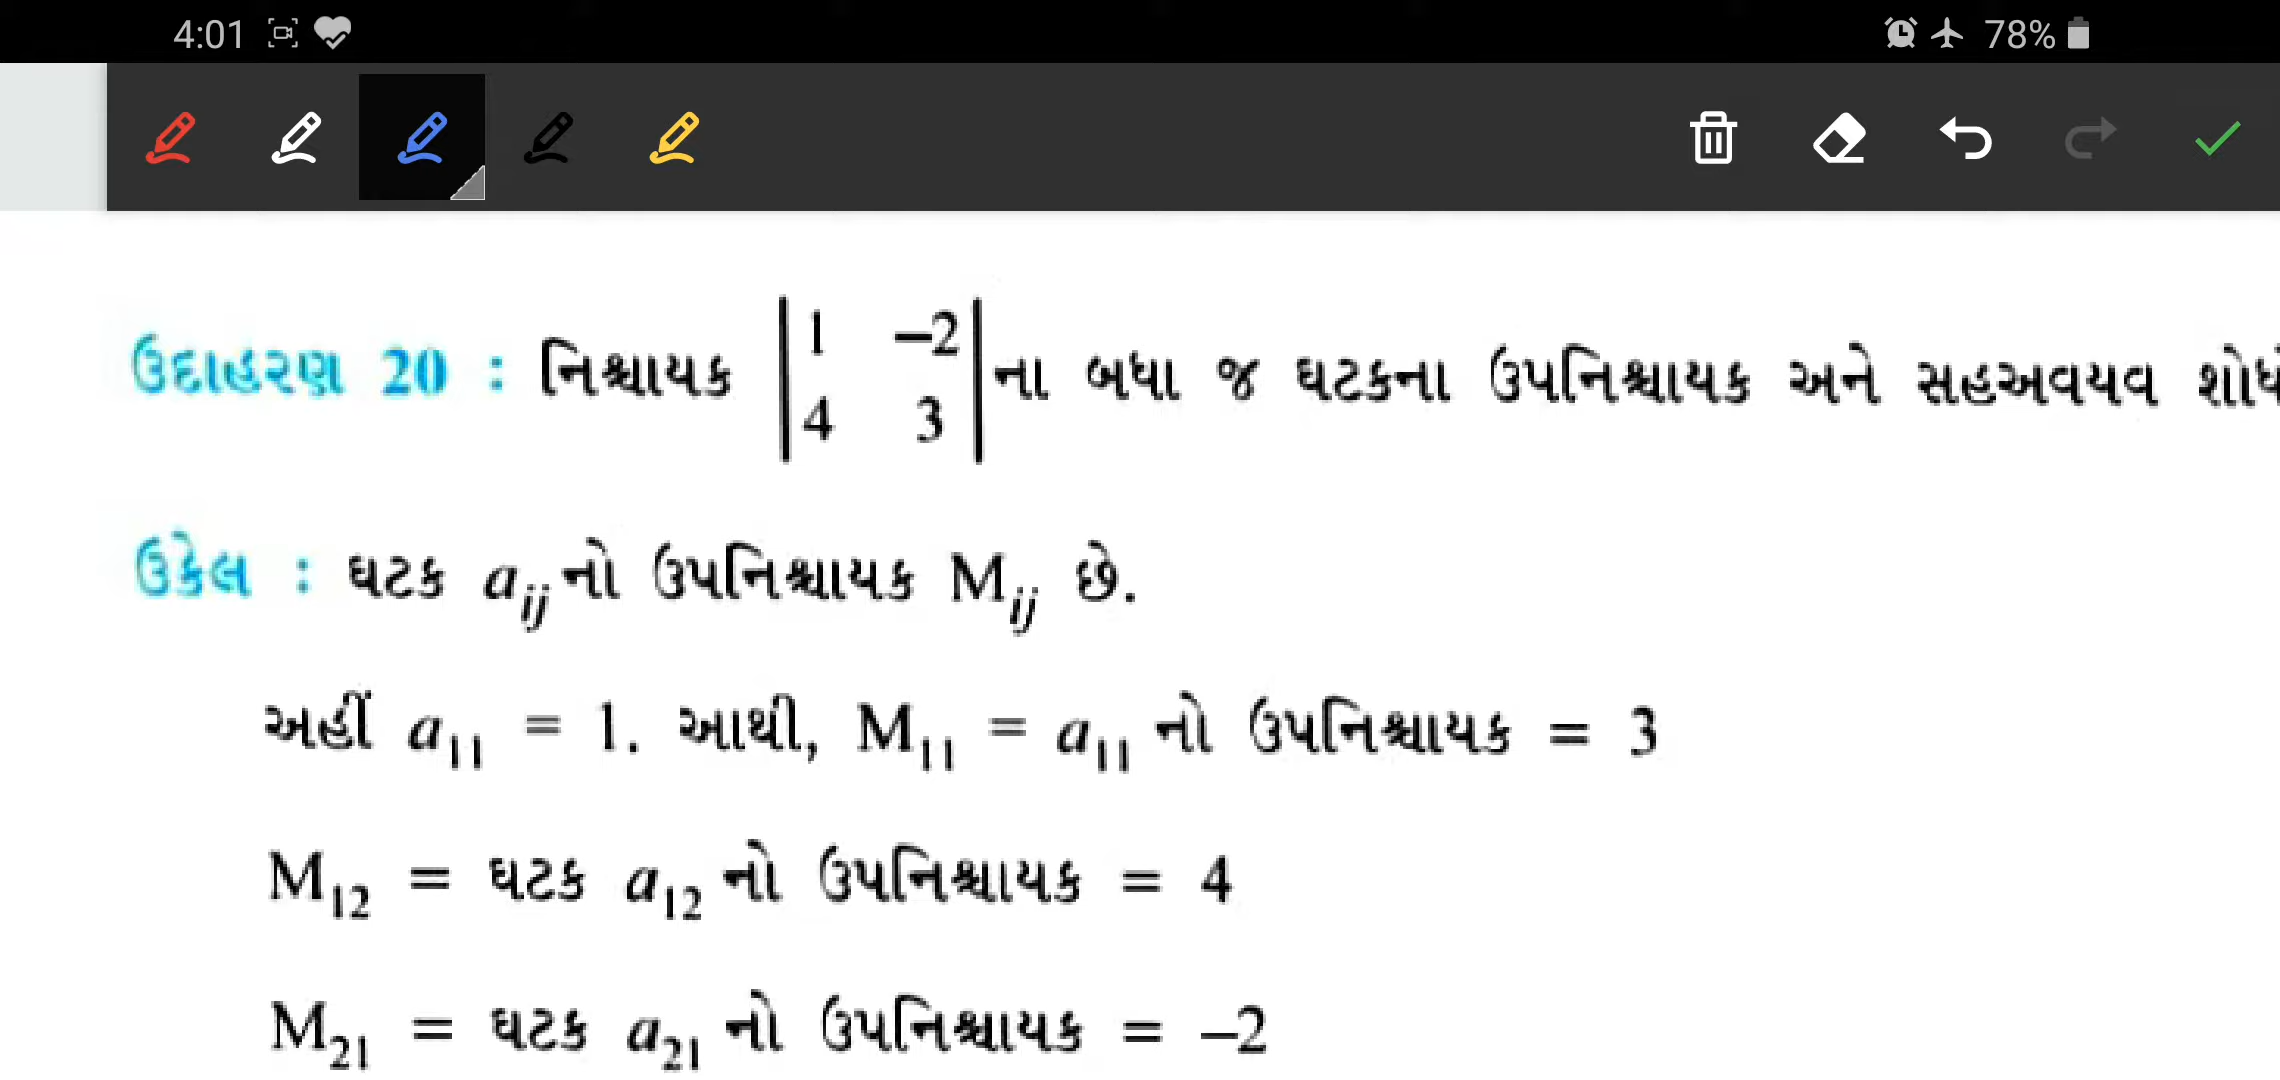 4:01 78%
ઉદાહરણ 20 : નિશ્ચાયક | 1 –2 | ના બધા જ ઘટકના ઉપનિશ્ચાયક અને સહઅવયવ
| 4 3 |
ઉકેલ : ઘટક aᵢⱼ નો ઉપનિશ્ચાયક Mᵢⱼ છે.
અહીં a₁₁ = 1. આથી, M₁₁ = a₁₁ નો ઉપનિશ્ચાયક = 3
M₁₂ = ઘટક a₁₂ નો ઉપનિશ્ચાયક = 4
M₂₁ = ઘટક a₂₁ નો ઉપનિશ્ચાયક = –2